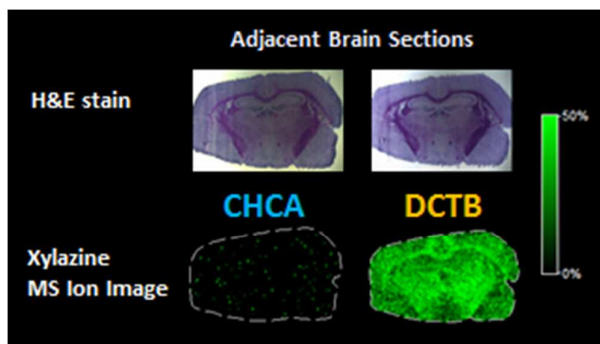 Adjacent Brain Sections
H&E stain
50%
CHCA
DCTB
Xylazine
MS Ion Image
0%